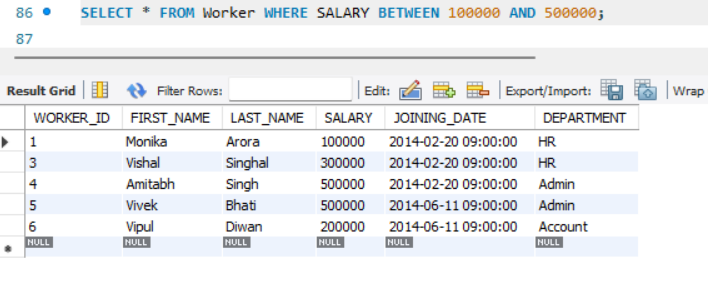 86 SELECT * FROM Worker WHERE SALARY BETWEEN 100000 AND 500000;
87
Result Grid Filter Rows: Edit: Export/Import: Wrap
WORKER_ID FIRST_NAME LAST_NAME SALARY JOINING_DATE DEPARTMENT
1 Monika Arora 100000 2014-02-20 09:00:00 HR
3 Vishal Singhal 300000 2014-02-20 09:00:00 HR
4 Amitabh Singh 500000 2014-02-20 09:00:00 Admin
5 Vivek Bhati 500000 2014-06-11 09:00:00 Admin
6 Vipul Diwan 200000 2014-06-11 09:00:00 Account
NULL NULL NULL NULL NULL NULL